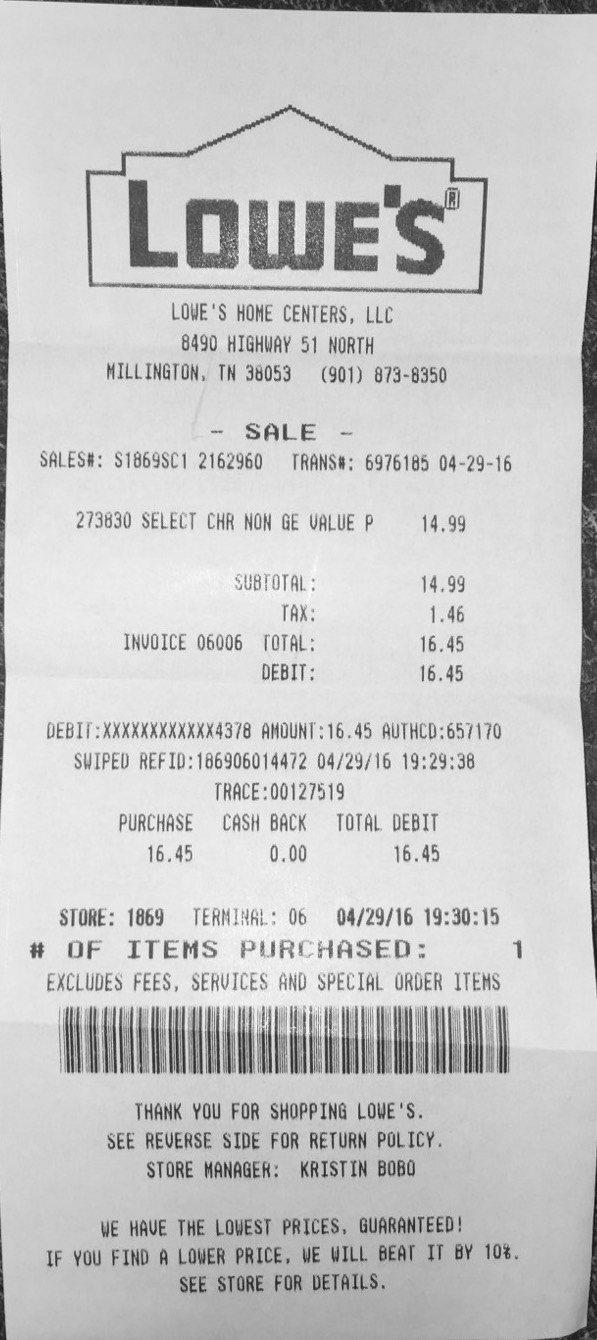 LOWE'S®
LOWE'S HOME CENTERS, LLC
8490 HIGHWAY 51 NORTH
MILLINGTON, TN 38053 (901) 873-8350
- SALE -
SALES#: S1869SC1 2162960 TRANS#: 6976185 04-29-16
273830 SELECT CHR NON GE VALUE P 14.99
SUBTOTAL: 14.99
TAX: 1.46
INVOICE 06006 TOTAL: 16.45
DEBIT: 16.45
DEBIT:XXXXXXXXXXXX4378 AMOUNT:16.45 AUTHCD:657170
SWIPED REFID:186906014472 04/29/16 19:29:38
TRACE:00127519
PURCHASE CASH BACK TOTAL DEBIT
16.45 0.00 16.45
STORE: 1869 TERMINAL: 06 04/29/16 19:30:15
# OF ITEMS PURCHASED: 1
EXCLUDES FEES, SERVICES AND SPECIAL ORDER ITEMS
THANK YOU FOR SHOPPING LOWE'S.
SEE REVERSE SIDE FOR RETURN POLICY.
STORE MANAGER: KRISTIN BOBO
WE HAVE THE LOWEST PRICES, GUARANTEED!
IF YOU FIND A LOWER PRICE, WE WILL BEAT IT BY 10%.
SEE STORE FOR DETAILS.